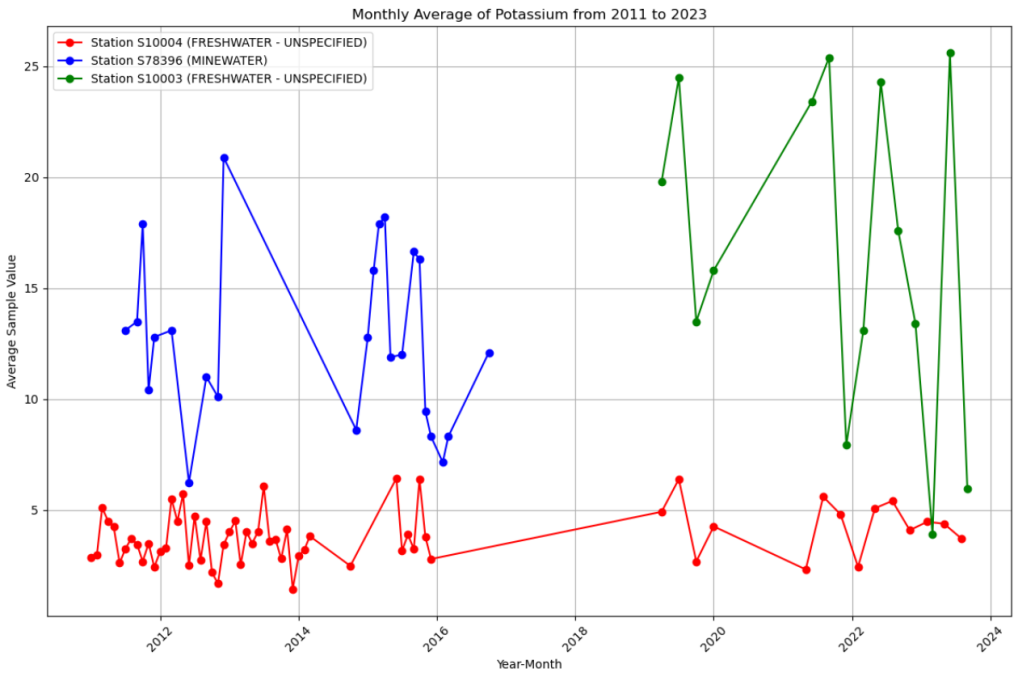 Monthly Average of Potassium from 2011 to 2023
Station S10004 (FRESHWATER - UNSPECIFIED)
Station S78396 (MINEWATER)
Station S10003 (FRESHWATER - UNSPECIFIED)
25
20
15
10
5
Average Sample Value
2012
2014
2016
2018
2020
2022
2024
Year-Month